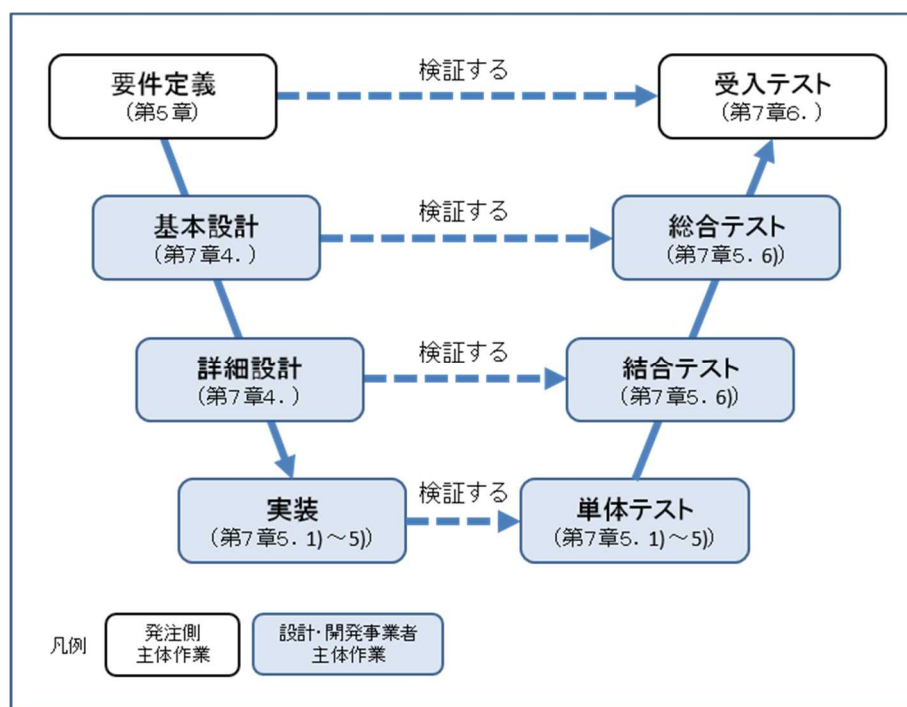 要件定義
(第5章)
検証する
受入テスト
(第7章6. )
基本設計
(第7章4. )
検証する
総合テスト
(第7章5. 6))
詳細設計
(第7章4. )
検証する
結合テスト
(第7章5. 6))
実装
(第7章5. 1)～5))
検証する
単体テスト
(第7章5. 1)～5))
凡例
発注側
主体作業
設計・開発事業者
主体作業